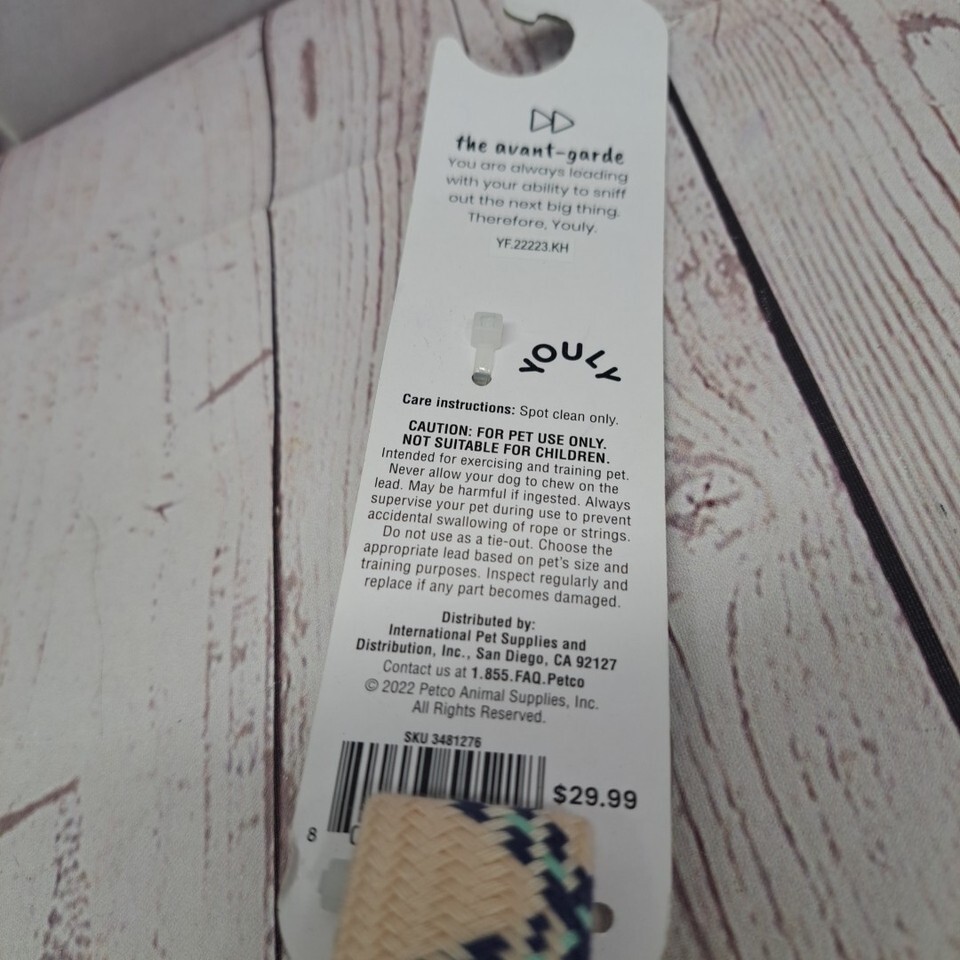 the avant-garde
You are always leading
with your ability to sniff
out the next big thing.
Therefore, Youly.
YF.22223.KH
YOULY
Care instructions: Spot clean only.
CAUTION: FOR PET USE ONLY.
NOT SUITABLE FOR CHILDREN.
Intended for exercising and training pet.
Never allow your dog to chew on the
lead. May be harmful if ingested. Always
supervise your pet during use to prevent
accidental swallowing of rope or strings.
Do not use as a tie-out. Choose the
appropriate lead based on pet's size and
training purposes. Inspect regularly and
replace if any part becomes damaged.
Distributed by:
International Pet Supplies and
Distribution, Inc., San Diego, CA 92127
Contact us at 1.855.FAQ.Petco
© 2022 Petco Animal Supplies, Inc.
All Rights Reserved.
SKU 3481276
$29.99
8